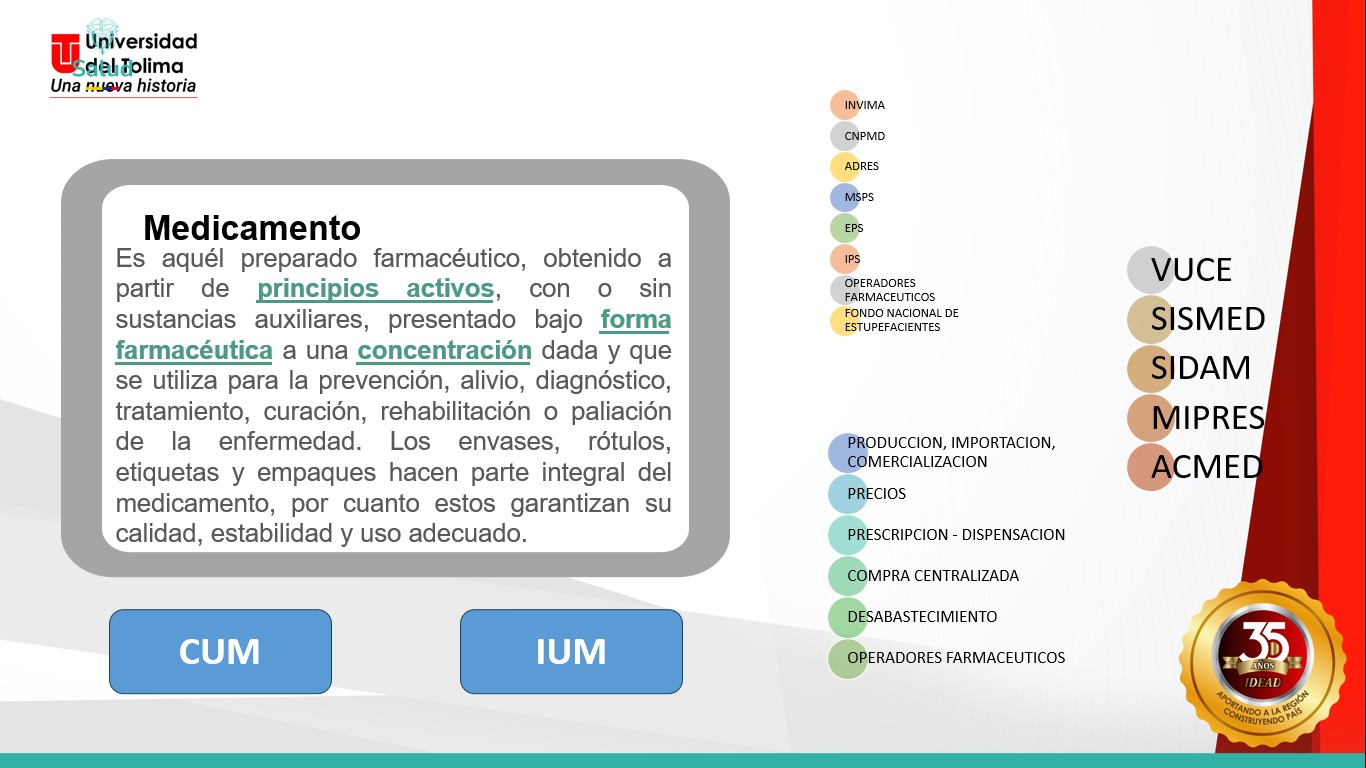 Universidad
del Tolima
Salud
Una nueva historia
Medicamento
Es aquél preparado farmacéutico, obtenido a
partir de principios activos, con o sin
sustancias auxiliares, presentado bajo forma
farmacéutica a una concentración dada y que
se utiliza para la prevención, alivio, diagnóstico,
tratamiento, curación, rehabilitación o paliación
de la enfermedad. Los envases, rótulos,
etiquetas y empaques hacen parte integral del
medicamento, por cuanto estos garantizan su
calidad, estabilidad y uso adecuado.
CUM
IUM
INVIMA
CNPMD
ADRES
MSPS
EPS
IPS
OPERADORES
FARMACEUTICOS
FONDO NACIONAL DE
ESTUPEFACIENTES
PRODUCCION, IMPORTACION,
COMERCIALIZACION
PRECIOS
PRESCRIPCION - DISPENSACION
COMPRA CENTRALIZADA
DESABASTECIMIENTO
OPERADORES FARMACEUTICOS
VUCE
SISMED
SIDAM
MIPRES
ACMED
35
AÑOS
IDEAD
APORTANDO A LA REGIÓN
CONSTRUYENDO PAÍS